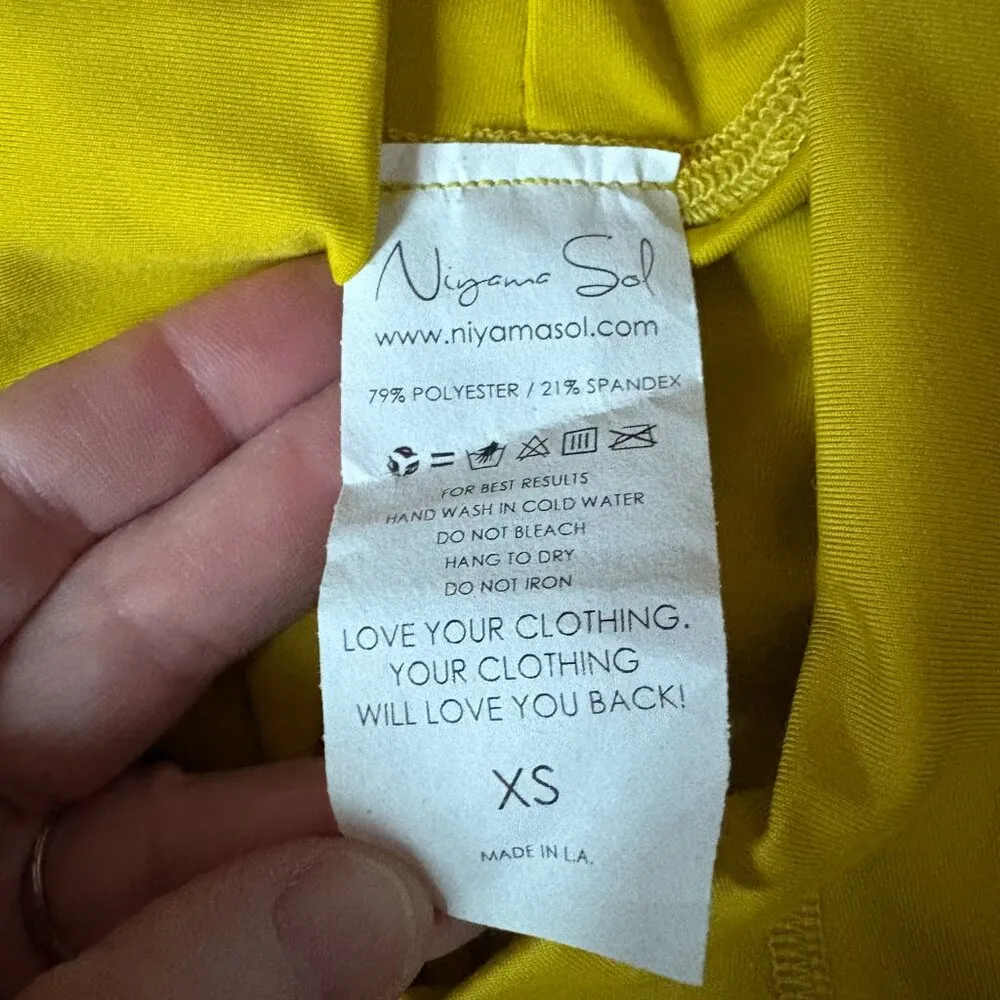 Niyama Sol
www.niyamasol.com
79% POLYESTER / 21% SPANDEX
=
FOR BEST RESULTS
HAND WASH IN COLD WATER
DO NOT BLEACH
HANG TO DRY
DO NOT IRON
LOVE YOUR CLOTHING.
YOUR CLOTHING
WILL LOVE YOU BACK!
XS
MADE IN L.A.